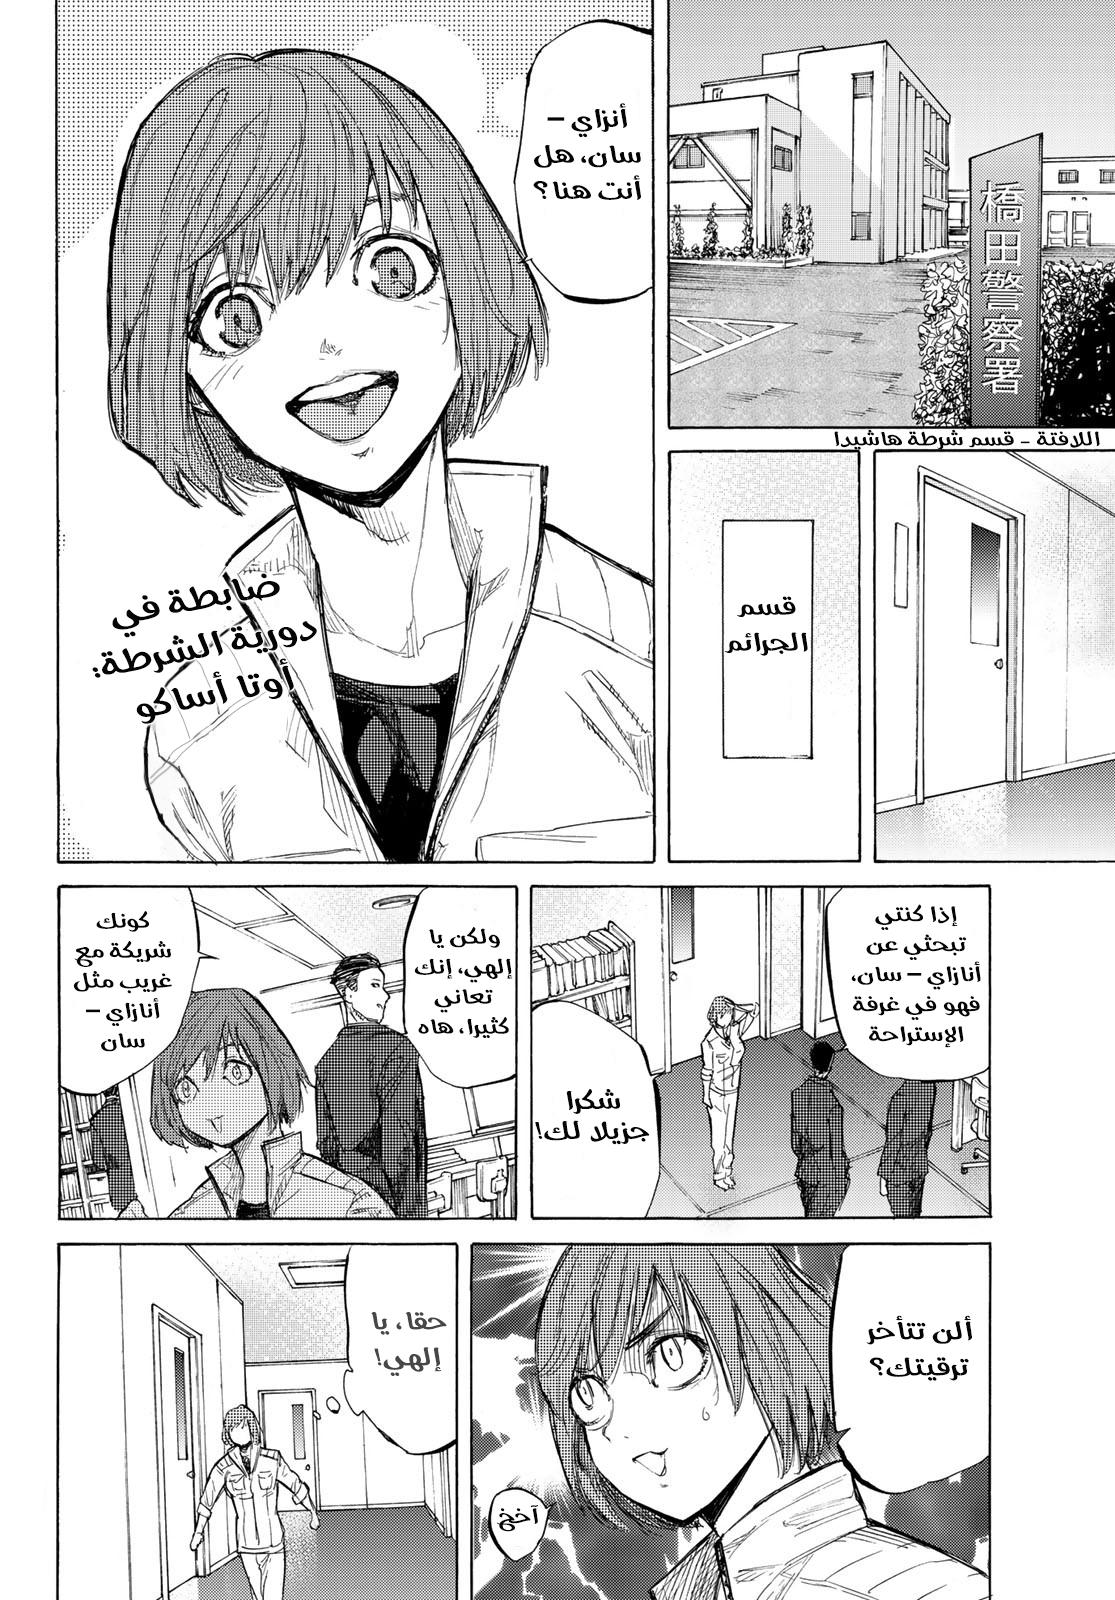 橋田警察署
اللافتة - قسم شرطة هاشيدا
قسم
الجرائم
أنزاي –
سان، هل
أنت هنا؟
ضابطة في
دورية الشرطة:
أوتا أساكو
إذا كنتي
تبحثي عن
أنازاي – سان،
فهو في غرفة
الإستراحة
شكرا
جزيلا لك!
ولكن يا
إلهي، إنك
تعاني
كثيرا، هاه
كونك
شريكة مع
غريب مثل
أنازاي –
سان
ألن تتأخر
ترقيتك؟
آخخ
حقا، يا
إلهي!